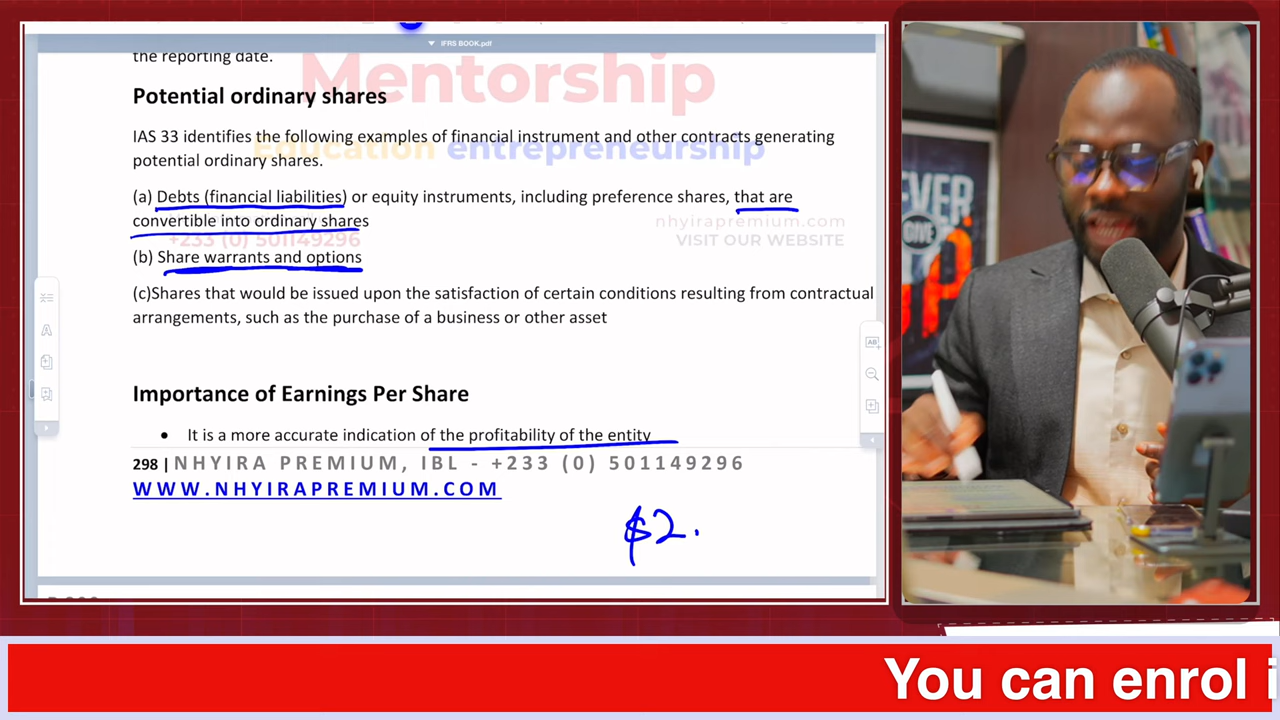 IFRS BOOK.pdf
the reporting date.
Mentorship
Potential ordinary shares
IAS 33 identifies the following examples of financial instrument and other contracts generating
potential ordinary shares.
Education entrepreneurship
(a) Debts (financial liabilities) or equity instruments, including preference shares, that are
convertible into ordinary shares
nhyirapremium.com
+233 (0) 501149296
VISIT OUR WEBSITE
(b) Share warrants and options
(c)Shares that would be issued upon the satisfaction of certain conditions resulting from contractual
arrangements, such as the purchase of a business or other asset
Importance of Earnings Per Share
• It is a more accurate indication of the profitability of the entity
298 | NHYIRA PREMIUM, IBL - +233 (0) 501149296
WWW.NHYIRAPREMIUM.COM
$2.
You can enrol i